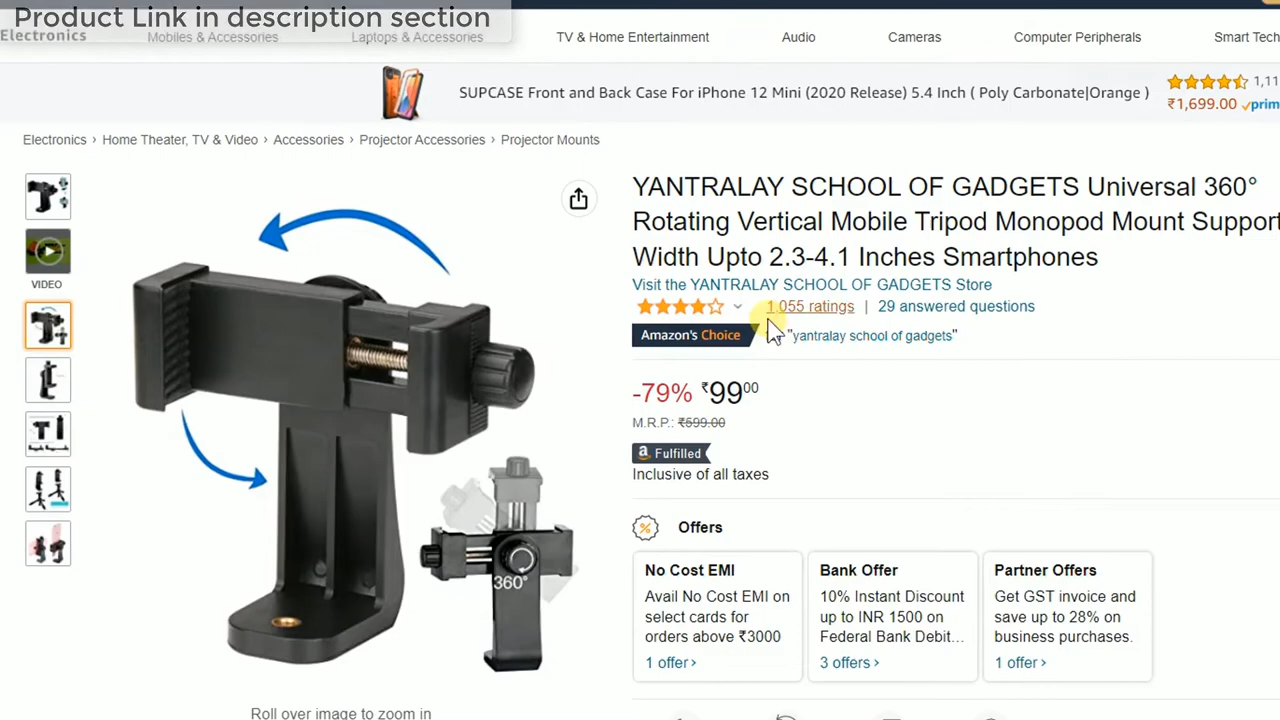 Product Link in description section
Electronics
Mobiles & Accessories
Laptops & Accessories
TV & Home Entertainment
Audio
Cameras
Computer Peripherals
Smart Tech
SUPCASE Front and Back Case For iPhone 12 Mini (2020 Release) 5.4 Inch ( Poly Carbonate|Orange )
1,11
₹1,699.00 prim
Electronics › Home Theater, TV & Video › Accessories › Projector Accessories › Projector Mounts
YANTRALAY SCHOOL OF GADGETS Universal 360°
Rotating Vertical Mobile Tripod Monopod Mount Support
Width Upto 2.3-4.1 Inches Smartphones
Visit the YANTRALAY SCHOOL OF GADGETS Store
1,055 ratings | 29 answered questions
Amazon's Choice "yantralay school of gadgets"
-79% ₹99.00
M.R.P.: ₹599.00
a Fulfilled
Inclusive of all taxes
VIDEO
360°
Offers
No Cost EMI
Avail No Cost EMI on
select cards for
orders above ₹3000
1 offer ›
Bank Offer
10% Instant Discount
up to INR 1500 on
Federal Bank Debit...
3 offers ›
Partner Offers
Get GST invoice and
save up to 28% on
business purchases.
1 offer ›
Roll over image to zoom in